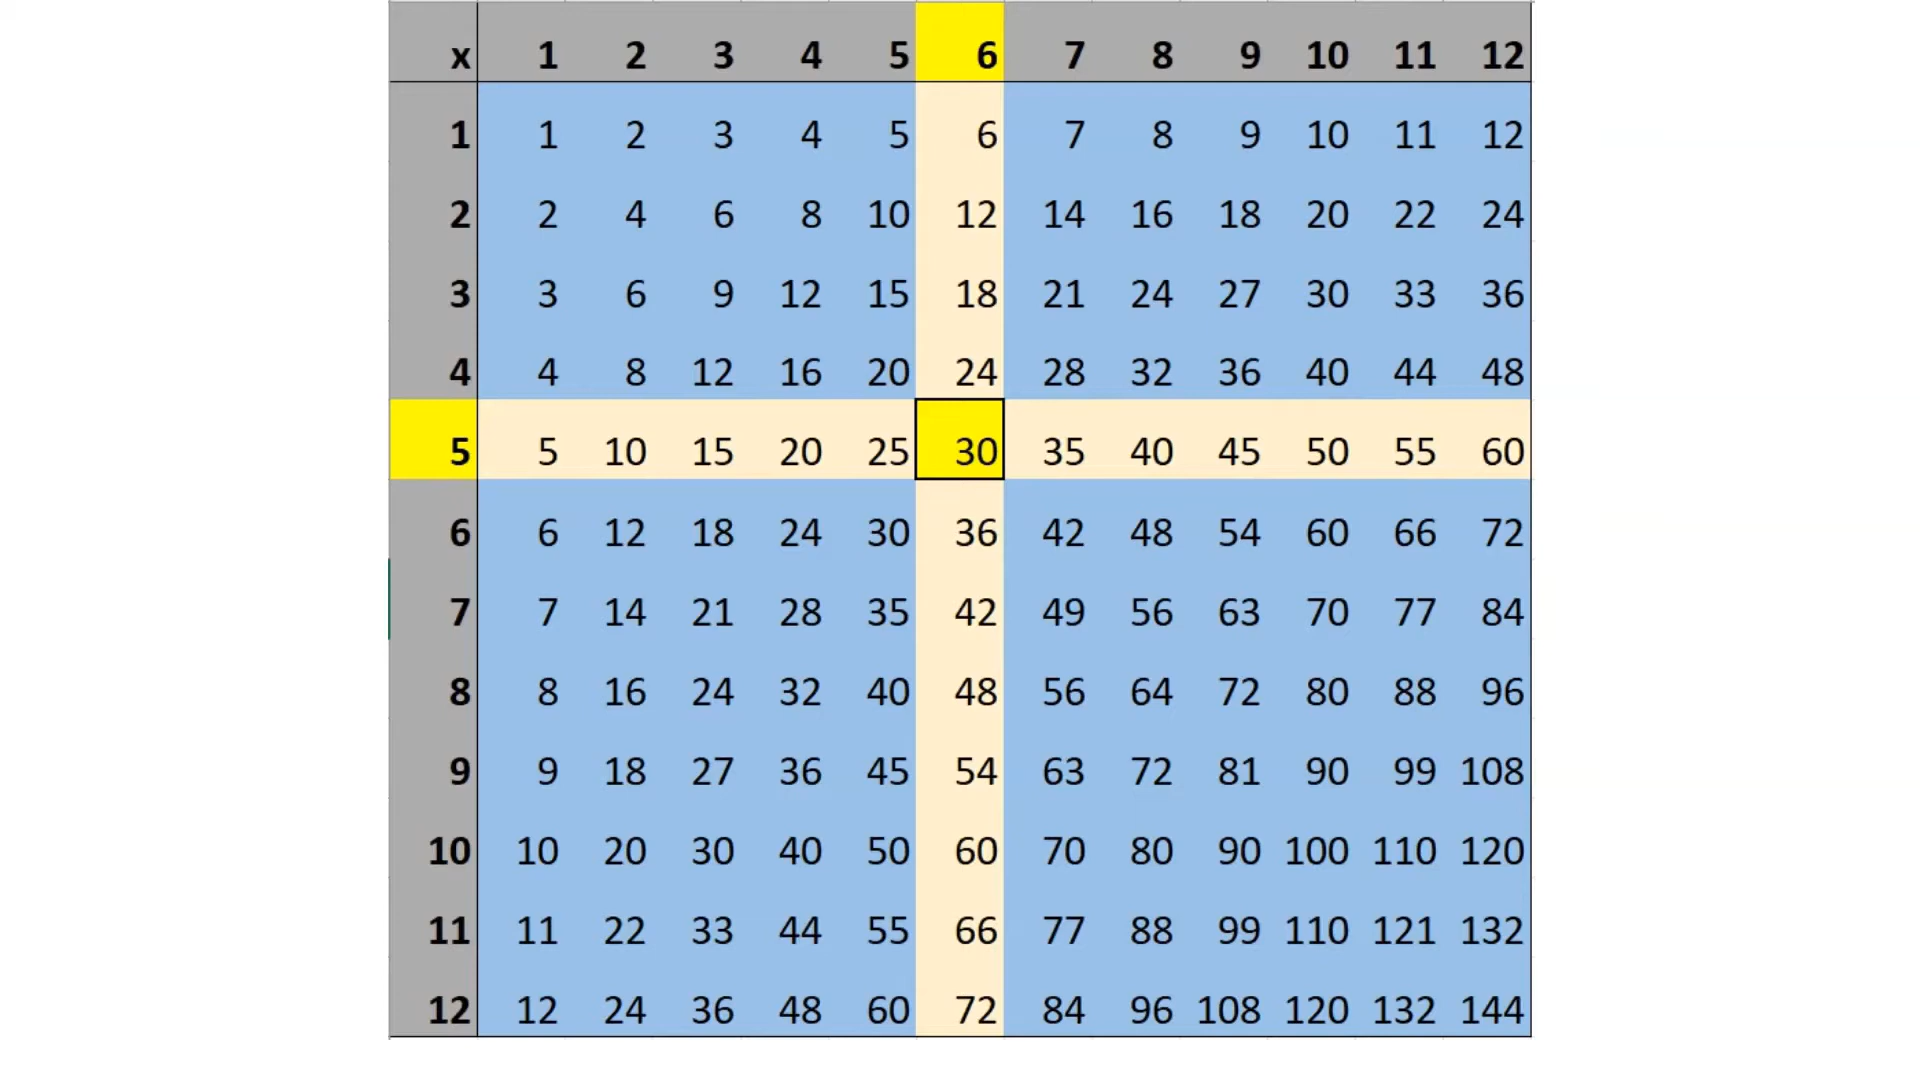 x 1 2 3 4 5 6 7 8 9 10 11 12
1 1 2 3 4 5 6 7 8 9 10 11 12
2 2 4 6 8 10 12 14 16 18 20 22 24
3 3 6 9 12 15 18 21 24 27 30 33 36
4 4 8 12 16 20 24 28 32 36 40 44 48
5 5 10 15 20 25 30 35 40 45 50 55 60
6 6 12 18 24 30 36 42 48 54 60 66 72
7 7 14 21 28 35 42 49 56 63 70 77 84
8 8 16 24 32 40 48 56 64 72 80 88 96
9 9 18 27 36 45 54 63 72 81 90 99 108
10 10 20 30 40 50 60 70 80 90 100 110 120
11 11 22 33 44 55 66 77 88 99 110 121 132
12 12 24 36 48 60 72 84 96 108 120 132 144